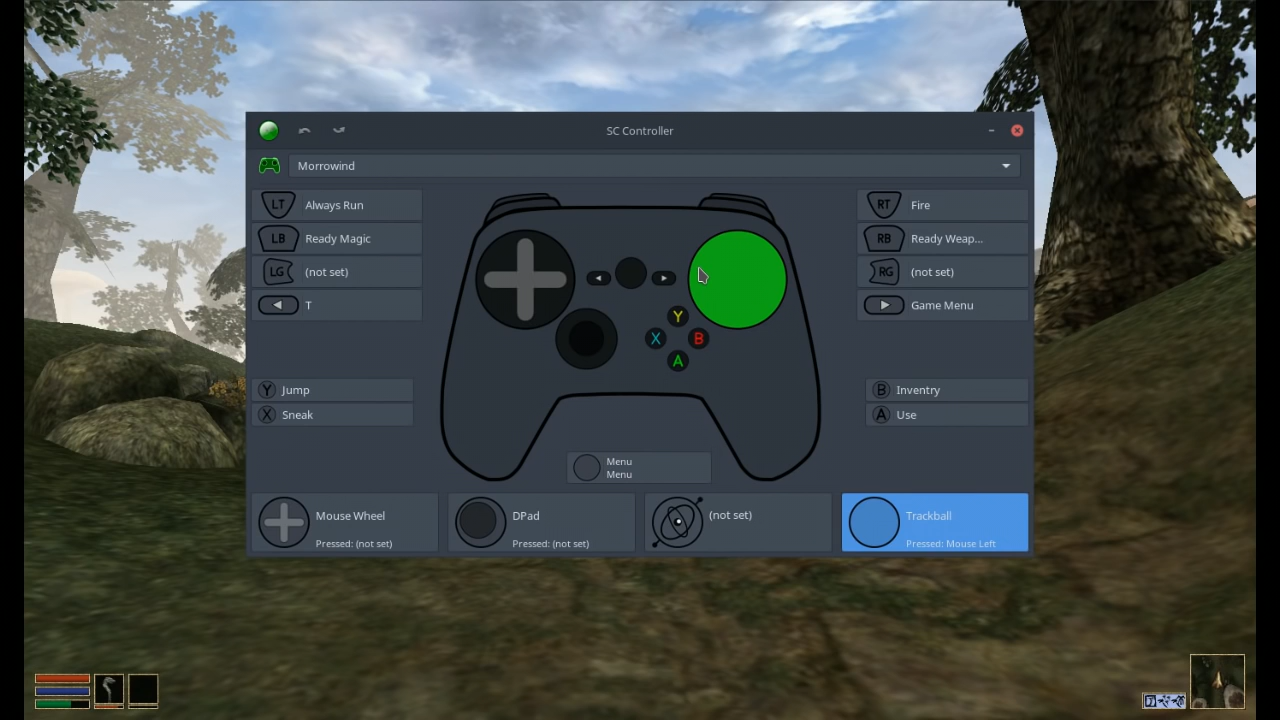 SC Controller
Morrowind
LT Always Run
RT Fire
LB Ready Magic
RB Ready Weap...
LG (not set)
RG (not set)
T
Game Menu
Y
X B
A
Y Jump
B Inventry
X Sneak
A Use
Menu
Menu
Mouse Wheel
Pressed: (not set)
DPad
Pressed: (not set)
(not set)
Trackball
Pressed: Mouse Left